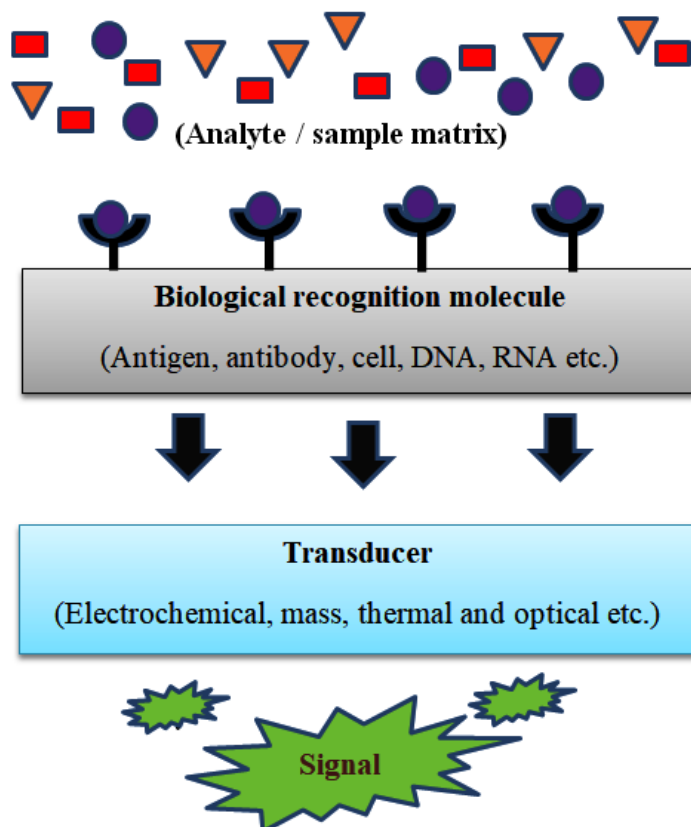 (Analyte / sample matrix)
Biological recognition molecule
(Antigen, antibody, cell, DNA, RNA etc.)
Transducer
(Electrochemical, mass, thermal and optical etc.)
Signal